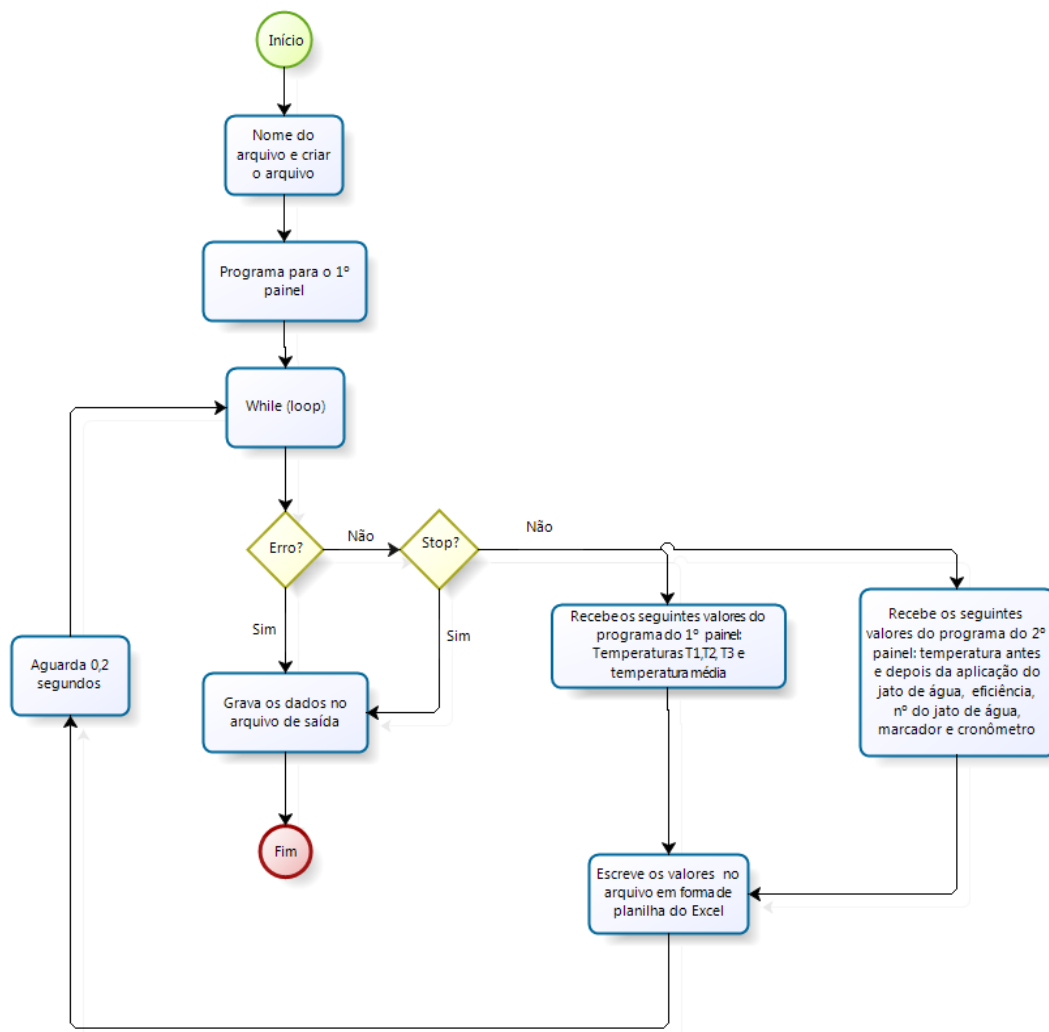 Início
Nome do
arquivo e criar
o arquivo
Programa para o 1º
painel
While (loop)
Erro?
Não
Stop?
Não
Sim
Sim
Recebe os seguintes valores do
programa do 1º painel:
Temperaturas T1,T2, T3 e
temperatura média
Recebe os seguintes
valores do programa do 2º
painel: temperatura antes
e depois da aplicação do
jato de água, eficiência,
nº do jato de água,
marcador e cronômetro
Aguarda 0,2
segundos
Grava os dados no
arquivo de saída
Fim
Escreve os valores no
arquivo em forma de
planilha do Excel